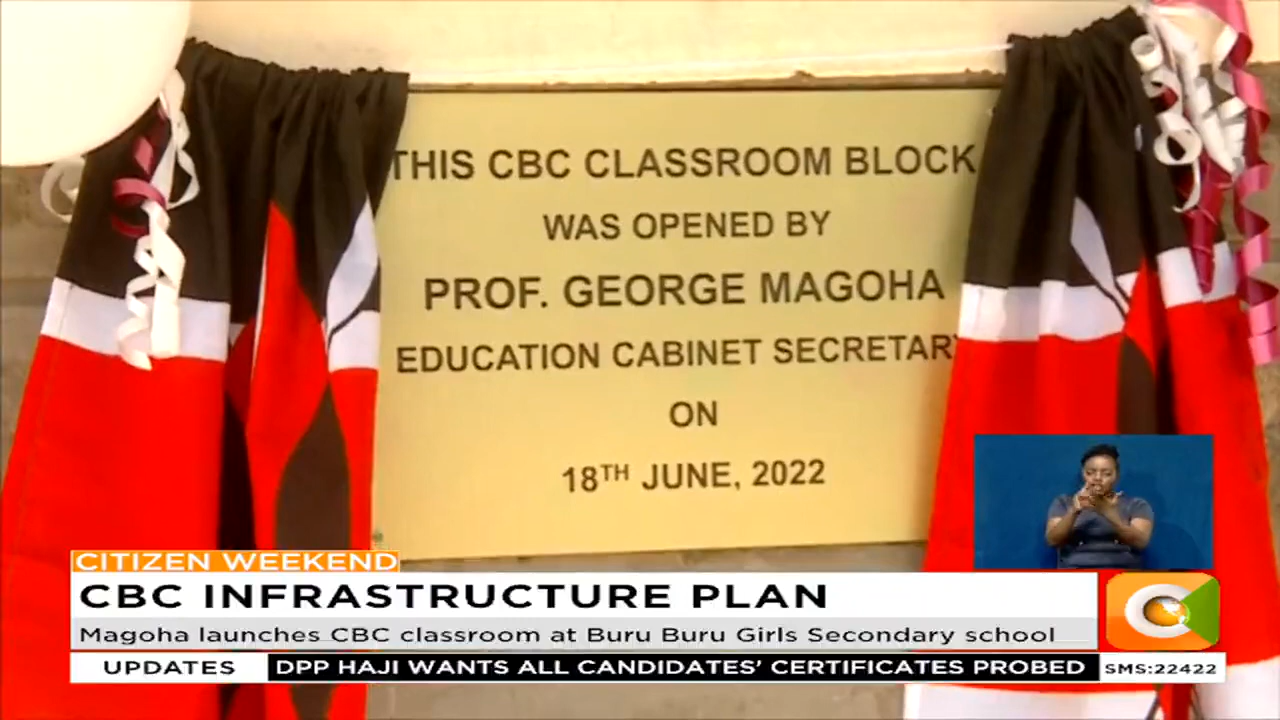 THIS CBC CLASSROOM BLOCK
WAS OPENED BY
PROF. GEORGE MAGOHA
EDUCATION CABINET SECRETARY
ON
18TH JUNE, 2022
CITIZEN WEEKEND
CBC INFRASTRUCTURE PLAN
Magoha launches CBC classroom at Buru Buru Girls Secondary school
UPDATES DPP HAJI WANTS ALL CANDIDATES' CERTIFICATES PROBED SMS:22422